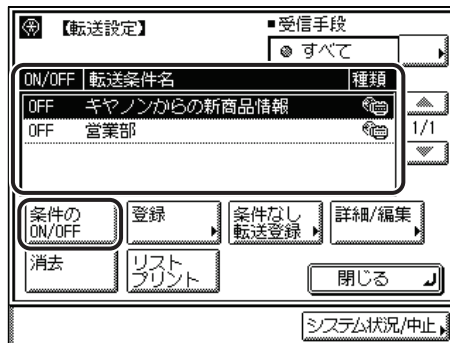 【転送設定】
■受信手段
すべて
ON/OFF 転送条件名 種類
OFF キヤノンからの新商品情報
OFF 営業部
1/1
条件の
ON/OFF
登録
条件なし
転送登録
詳細/編集
消去
リスト
プリント
閉じる
システム状況/中止